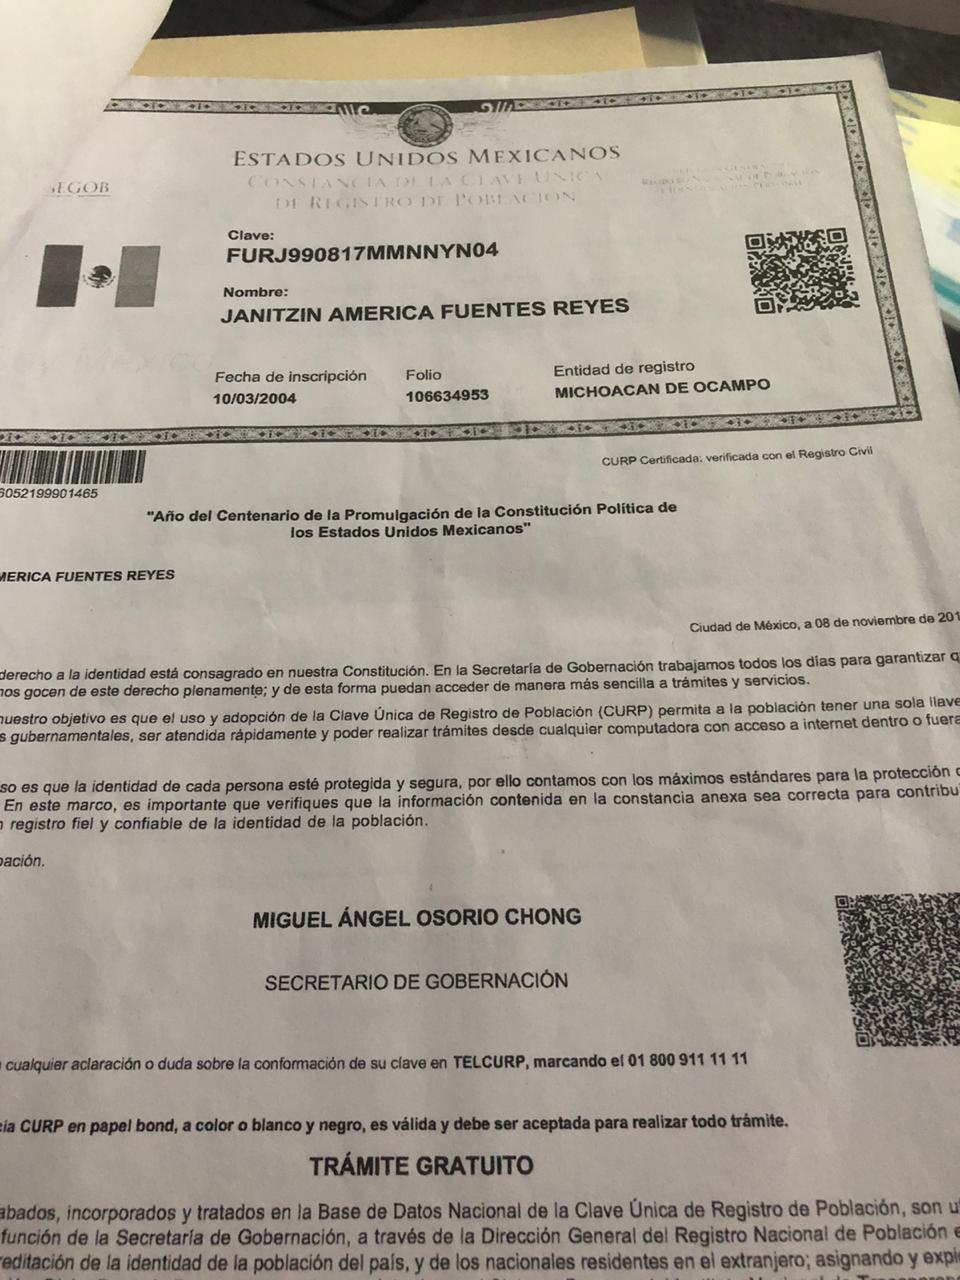 SEGOB
ESTADOS UNIDOS MEXICANOS
CONSTANCIA DE LA CLAVE ÚNICA
DE REGISTRO DE POBLACIÓN
Clave:
FURJ990817MMNNYN04
Nombre:
JANITZIN AMERICA FUENTES REYES
Fecha de inscripción
10/03/2004
Folio
106634953
Entidad de registro
MICHOACAN DE OCAMPO
6052199901465
CURP Certificada: verificada con el Registro Civil
"Año del Centenario de la Promulgación de la Constitución Política de
los Estados Unidos Mexicanos"
MERICA FUENTES REYES
Ciudad de México, a 08 de noviembre de 201
derecho a la identidad está consagrado en nuestra Constitución. En la Secretaría de Gobernación trabajamos todos los días para garantizar q
nos gocen de este derecho plenamente; y de esta forma puedan acceder de manera más sencilla a trámites y servicios.
nuestro objetivo es que el uso y adopción de la Clave Única de Registro de Población (CURP) permita a la población tener una sola llave
s gubernamentales, ser atendida rápidamente y poder realizar trámites desde cualquier computadora con acceso a internet dentro o fuera
so es que la identidad de cada persona esté protegida y segura, por ello contamos con los máximos estándares para la protección
En este marco, es importante que verifiques que la información contenida en la constancia anexa sea correcta para contribu
n registro fiel y confiable de la identidad de la población.
pación.
MIGUEL ÁNGEL OSORIO CHONG
SECRETARIO DE GOBERNACIÓN
cualquier aclaración o duda sobre la conformación de su clave en TELCURP, marcando el 01 800 911 11 11
cia CURP en papel bond, a color o blanco y negro, es válida y debe ser aceptada para realizar todo trámite.
TRÁMITE GRATUITO
abados, incorporados y tratados en la Base de Datos Nacional de la Clave Única de Registro de Población, son u
función de la Secretaría de Gobernación, a través de la Dirección General del Registro Nacional de Población e
reditación de la identidad de la población del país, y de los nacionales residentes en el extranjero; asignando y expi